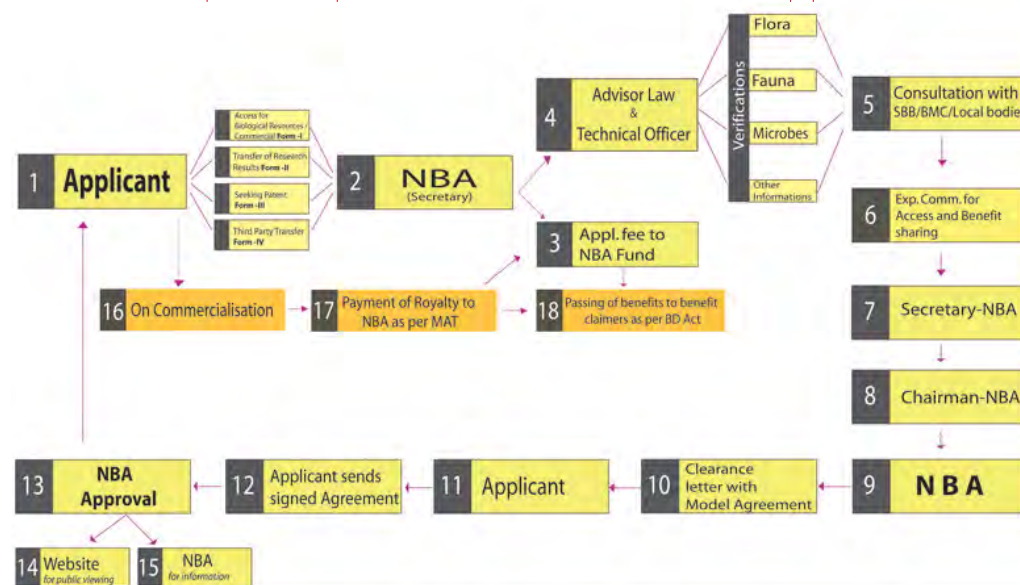 1 Applicant
Access for
Biological Resources /
Commercial Form -I
Transfer of Research
Results Form -II
Seeking Patent
Form -III
Third Party Transfer
Form -IV
2 NBA
(Secretary)
3 Appl. fee to
NBA Fund
4 Advisor Law
&
Technical Officer
Verifications
Flora
Fauna
Microbes
Other
Informations
5 Consultation with
SBB/BMC/Local bodie
6 Exp. Comm. for
Access and Benefit
sharing
7 Secretary-NBA
8 Chairman-NBA
9 NBA
10 Clearance
letter with
Model Agreement
11 Applicant
12 Applicant sends
signed Agreement
13 NBA
Approval
14 Website
for public viewing
15 NBA
for information
16 On Commercialisation
17 Payment of Royalty to
NBA as per MAT
18 Passing of benefits to benefit
claimers as per BD Act